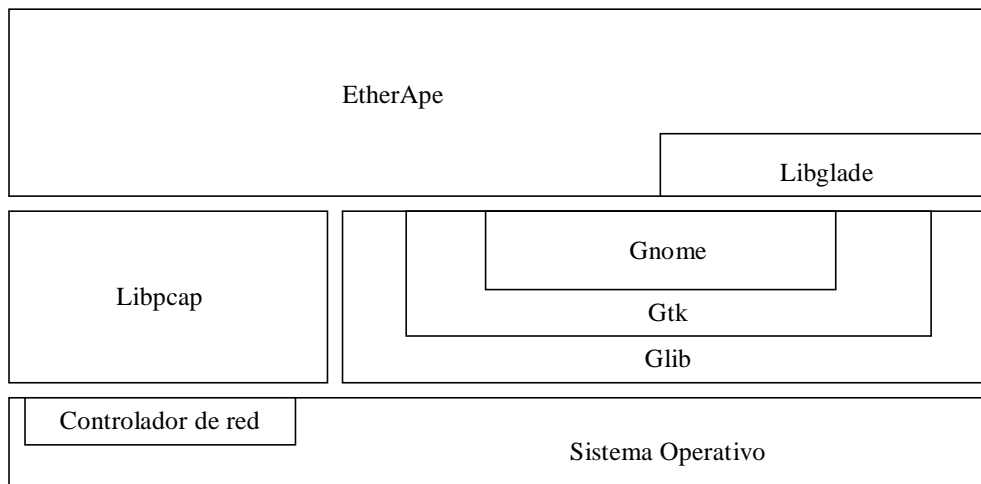 EtherApe
Libglade
Gnome
Libpcap
Gtk
Glib
Controlador de red
Sistema Operativo